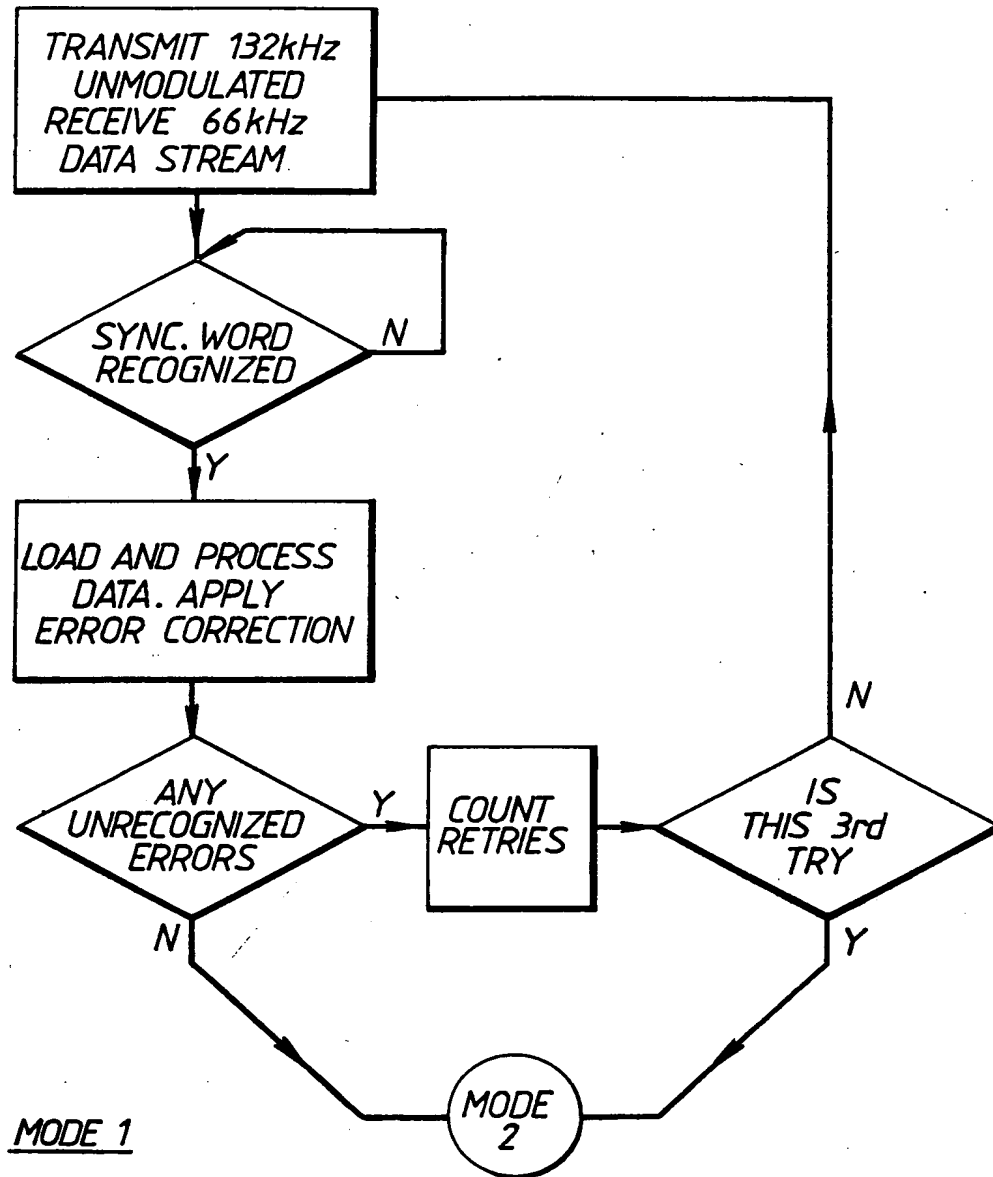 TRANSMIT 132kHz
UNMODULATED
RECEIVE 66kHz
DATA STREAM
SYNC. WORD
RECOGNIZED
N
Y
LOAD AND PROCESS
DATA. APPLY
ERROR CORRECTION
ANY
UNRECOGNIZED
ERRORS
Y
N
COUNT
RETRIES
IS
THIS 3rd
TRY
N
Y
MODE
2
MODE 1